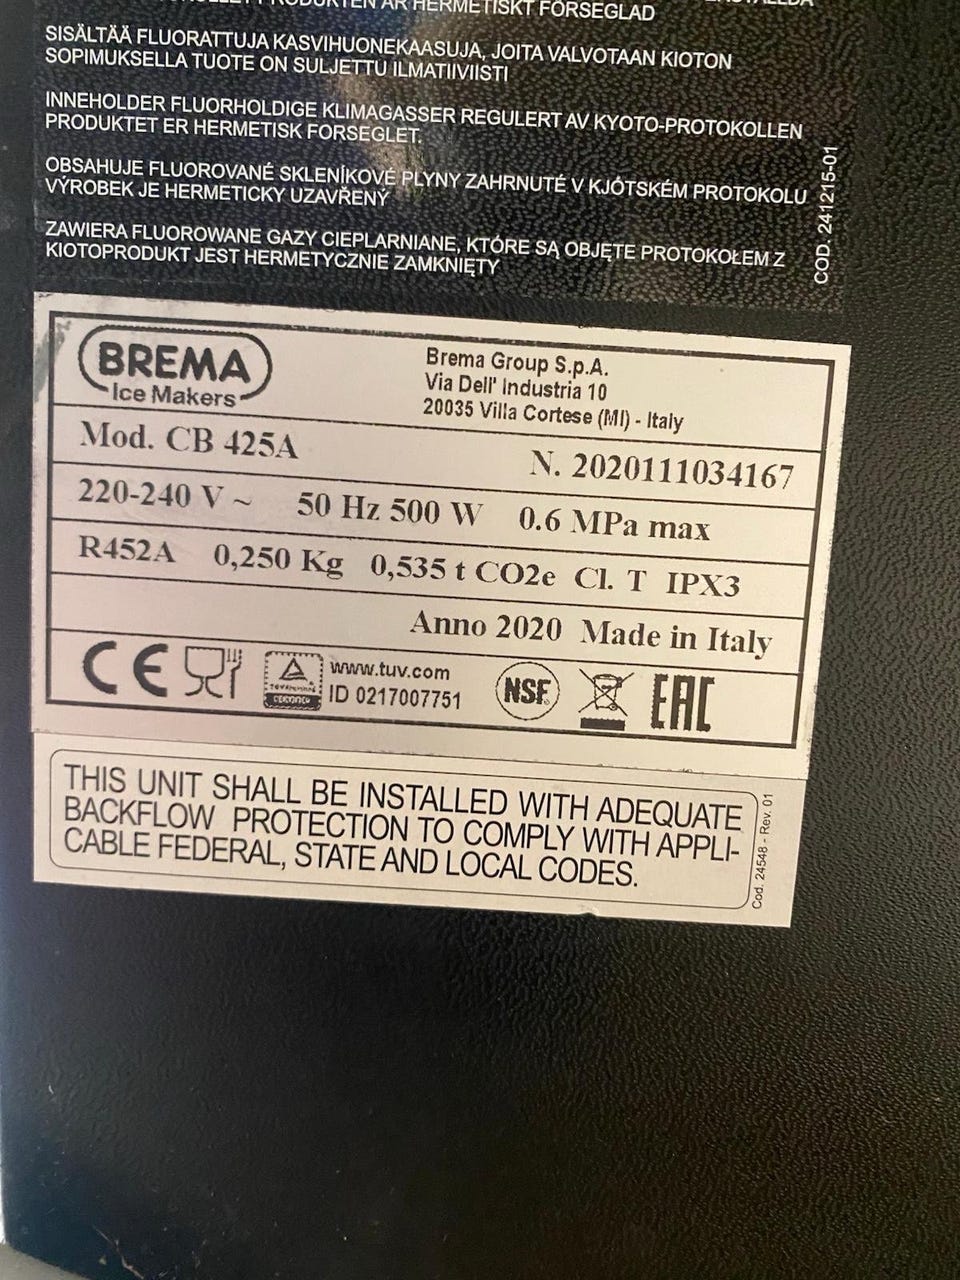 PRODUKTEN ÄR HERMETISKT FÖRSEGLAD
SISÄLTÄÄ FLUORATTUJA KASVIHUONEKAASUJA, JOITA VALVOTAAN KIOTON
SOPIMUKSELLA TUOTE ON SULJETTU ILMATIIVIISTI
INNEHOLDER FLUORHOLDIGE KLIMAGASSER REGULERT AV KYOTO-PROTOKOLLEN
PRODUKTET ER HERMETISK FORSEGLET.
OBSAHUJE FLUOROVANÉ SKLENÍKOVÉ PLYNY ZAHRNUTÉ V KJÓTSKÉM PROTOKOLU
VÝROBEK JE HERMETICKY UZAVŘENÝ
ZAWIERA FLUOROWANE GAZY CIEPLARNIANE, KTÓRE SĄ OBJĘTE PROTOKOŁEM Z
KIOTOPRODUKT JEST HERMETYCZNIE ZAMKNIĘTY
COD. 241215-01
BREMA
Ice Makers
Brema Group S.p.A.
Via Dell' Industria 10
20035 Villa Cortese (MI) - Italy
Mod. CB 425A
N. 2020111034167
220-240 V ~ 50 Hz 500 W 0.6 MPa max
R452A 0,250 Kg 0,535 t CO2e Cl. T IPX3
Anno 2020 Made in Italy
CE
www.tuv.com
ID 0217007751
NSF
EAC
THIS UNIT SHALL BE INSTALLED WITH ADEQUATE
BACKFLOW PROTECTION TO COMPLY WITH APPLI-
CABLE FEDERAL, STATE AND LOCAL CODES.
Cod. 24548 - Rev. 01